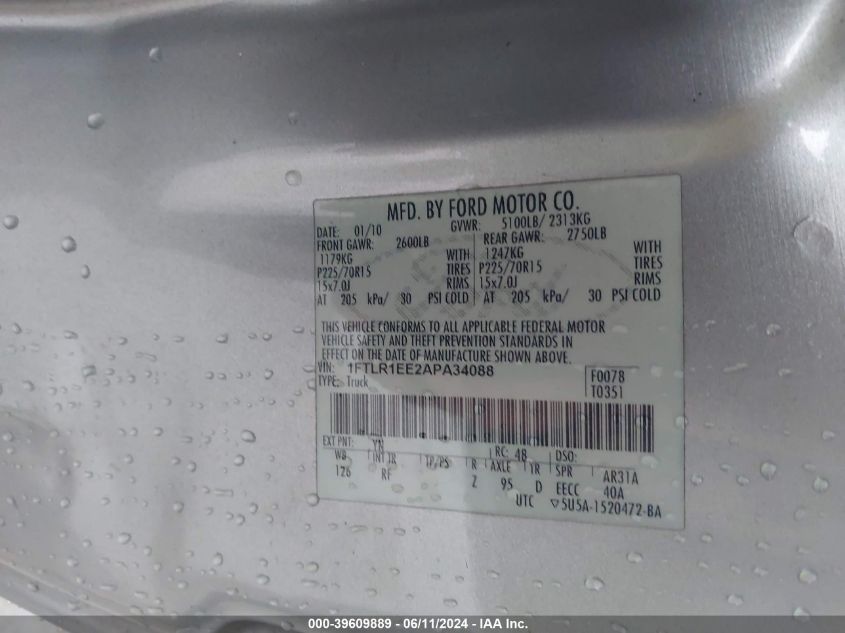 MFD. BY FORD MOTOR CO.
DATE: 01/10 GVWR: 5100LB/ 2313KG
FRONT GAWR: 2600LB REAR GAWR: 2750LB
1179KG WITH 1247KG WITH
P225/70R15 TIRES P225/70R15 TIRES
15x7.0J RIMS 15x7.0J RIMS
AT 205 kPa/ 30 PSI COLD AT 205 kPa/ 30 PSI COLD
THIS VEHICLE CONFORMS TO ALL APPLICABLE FEDERAL MOTOR
VEHICLE SAFETY AND THEFT PREVENTION STANDARDS IN
EFFECT ON THE DATE OF MANUFACTURE SHOWN ABOVE.
VIN: 1FTLR1EE2APA34088 F0078
TYPE: Truck T0351
EXT PNT: YN RC: 48 DSO:
WB INT TR TP/PS R AXLE TR SPR AR31A
126 RF Z 95 D EECC 40A
UTC ▽5U5A-1520472-BA
000-39609889 - 06/11/2024 - IAA Inc.